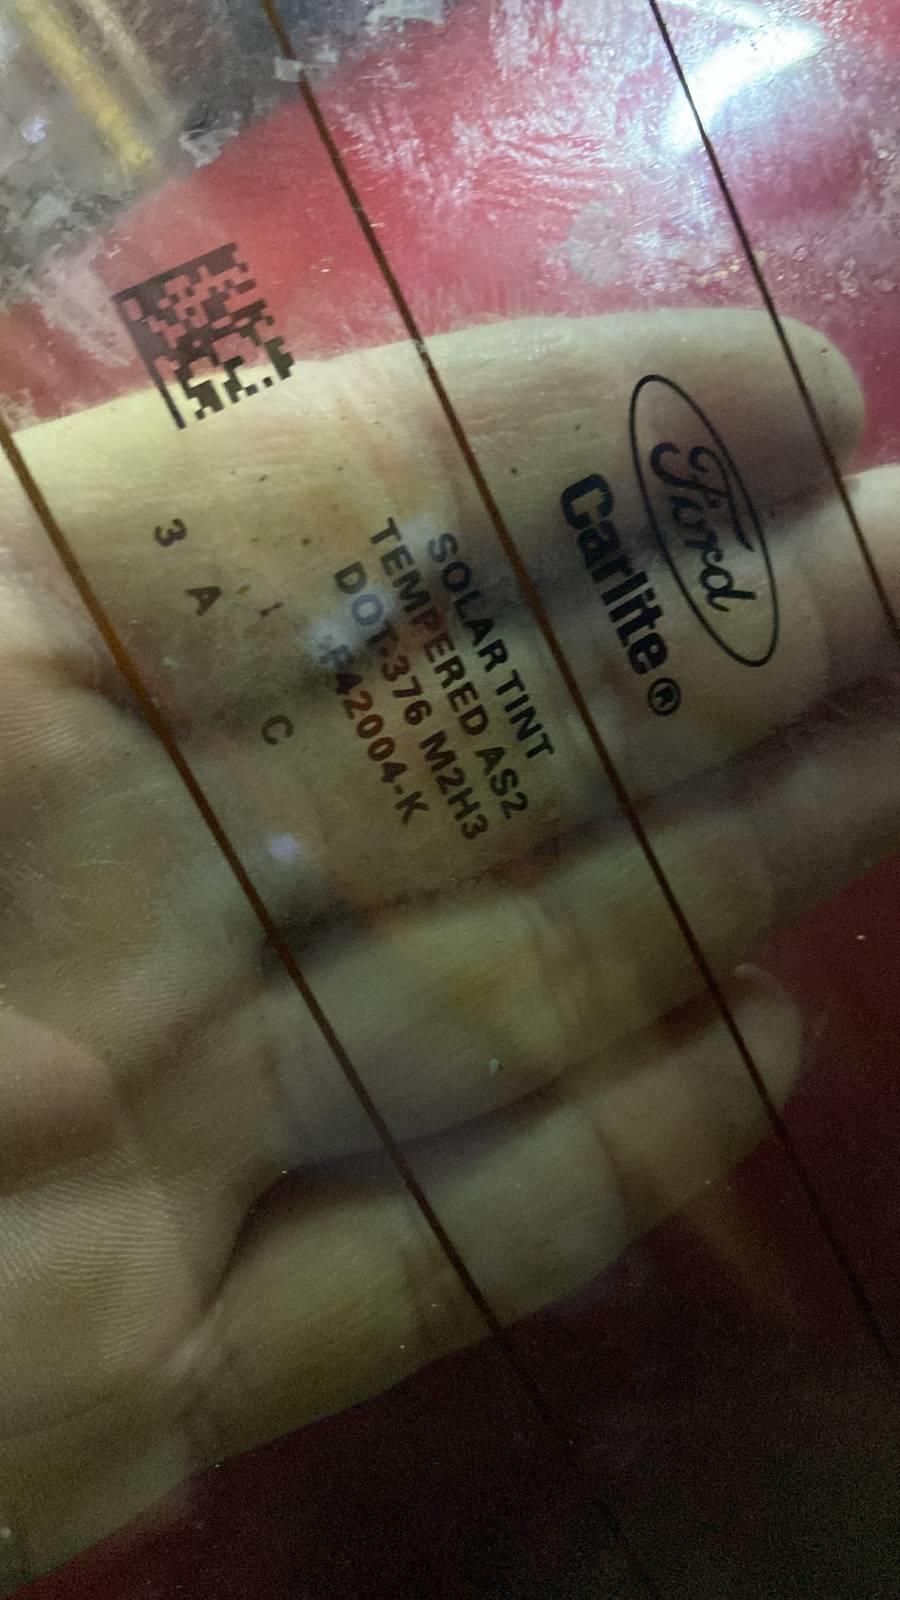 Ford
Carlite®
SOLAR TINT
TEMPERED AS2
DOT-376 M2H3
42004-K
3 A C